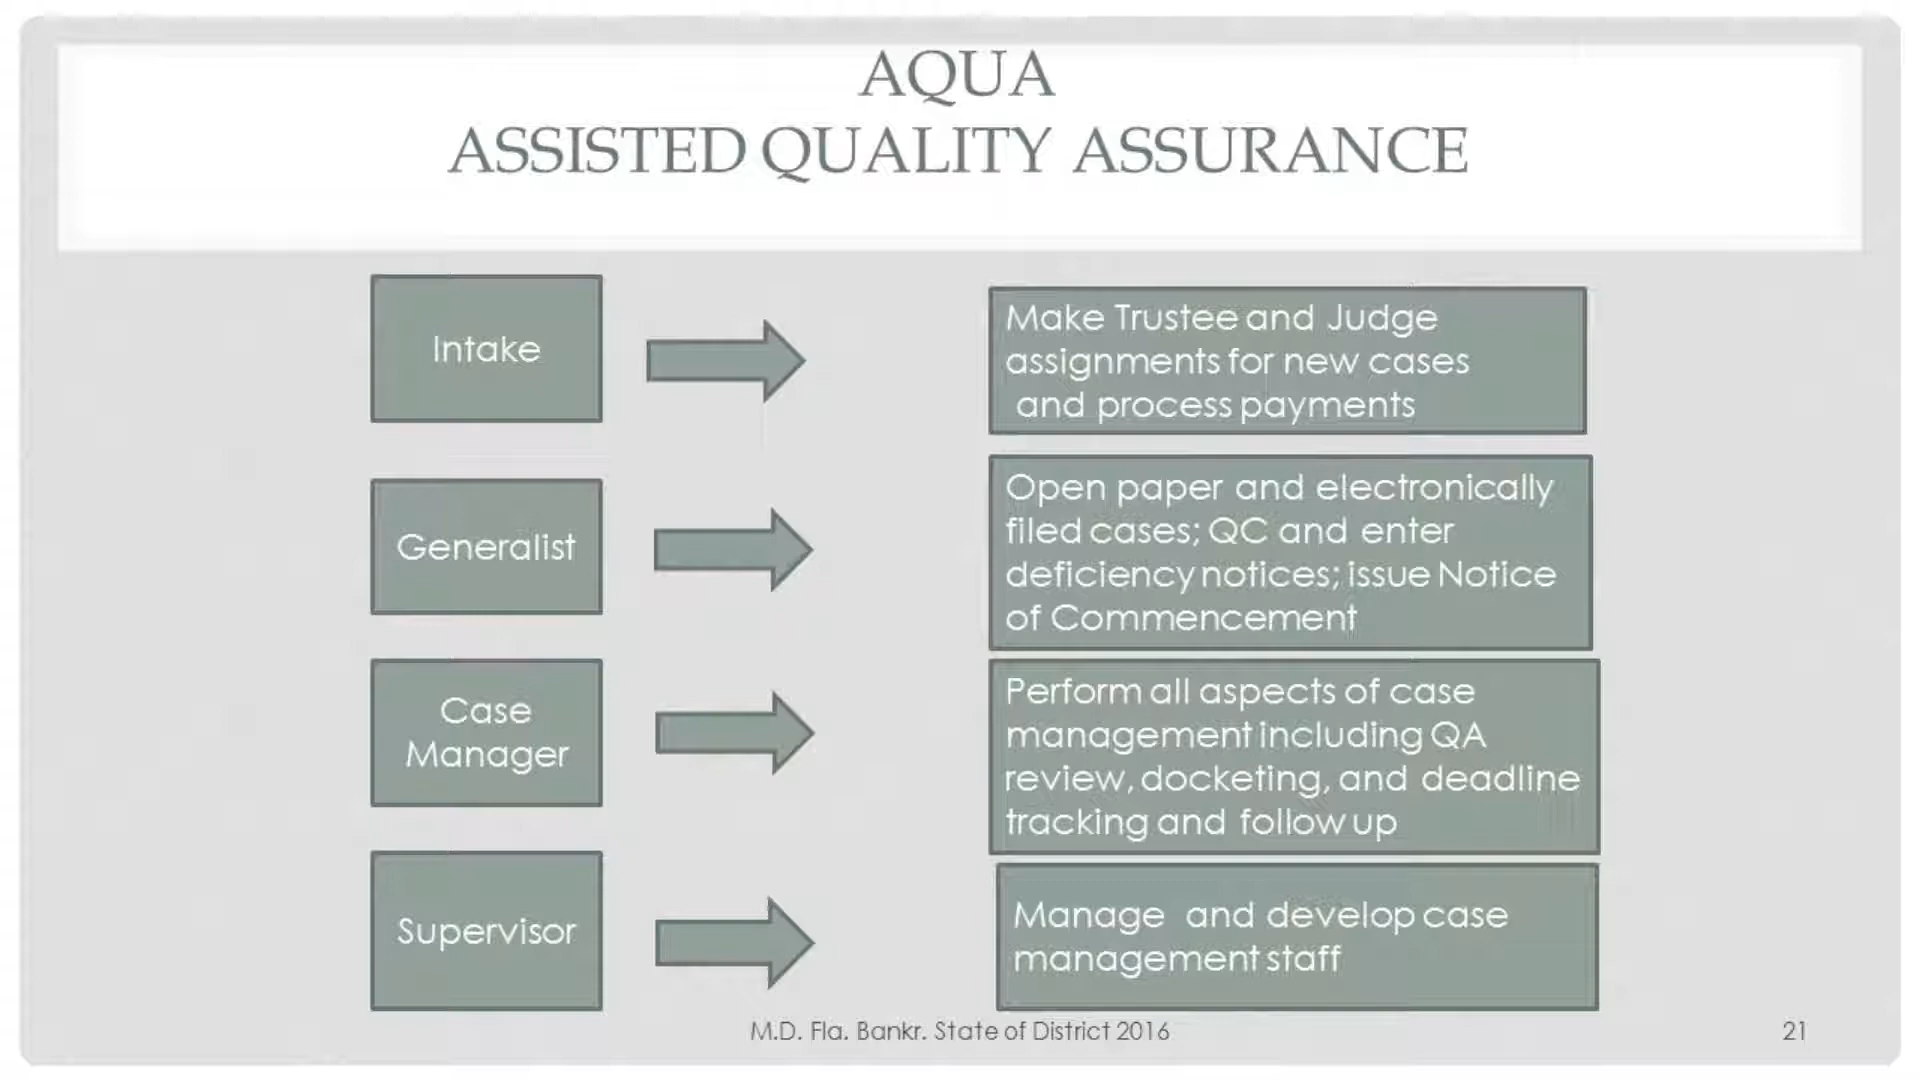 AQUA
ASSISTED QUALITY ASSURANCE
Intake
Make Trustee and Judge
assignments for new cases
and process payments
Generalist
Open paper and electronically
filed cases; QC and enter
deficiency notices; issue Notice
of Commencement
Case
Manager
Perform all aspects of case
management including QA
review, docketing, and deadline
tracking and follow up
Supervisor
Manage and develop case
management staff
M.D. Fla. Bankr. State of District 2016
21